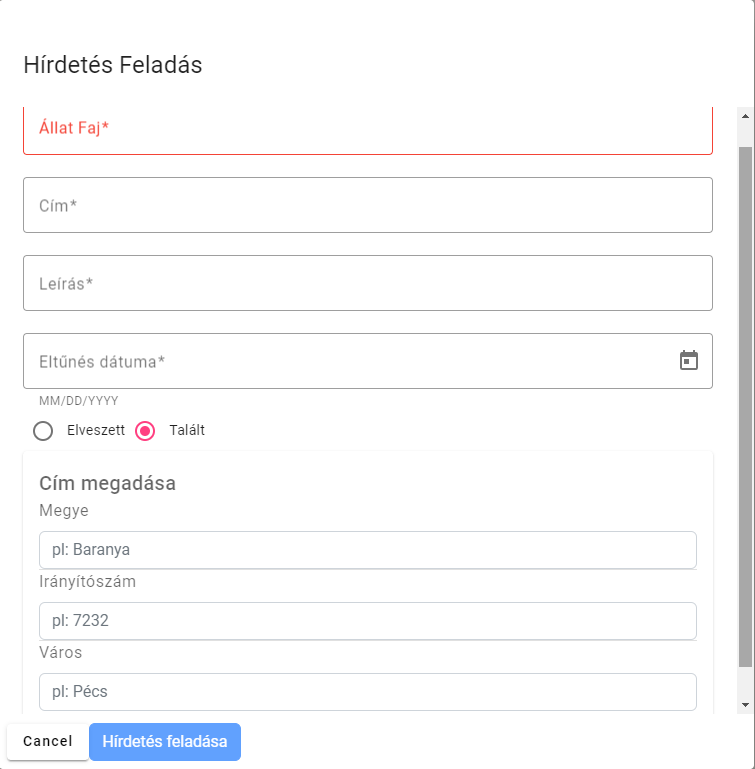 Hírdetés Feladás
Állat Faj*
Cím*
Leírás*
Eltűnés dátuma*
MM/DD/YYYY
Elveszett Talált
Cím megadása
Megye
pl: Baranya
Irányítószám
pl: 7232
Város
pl: Pécs
Cancel Hírdetés feladása